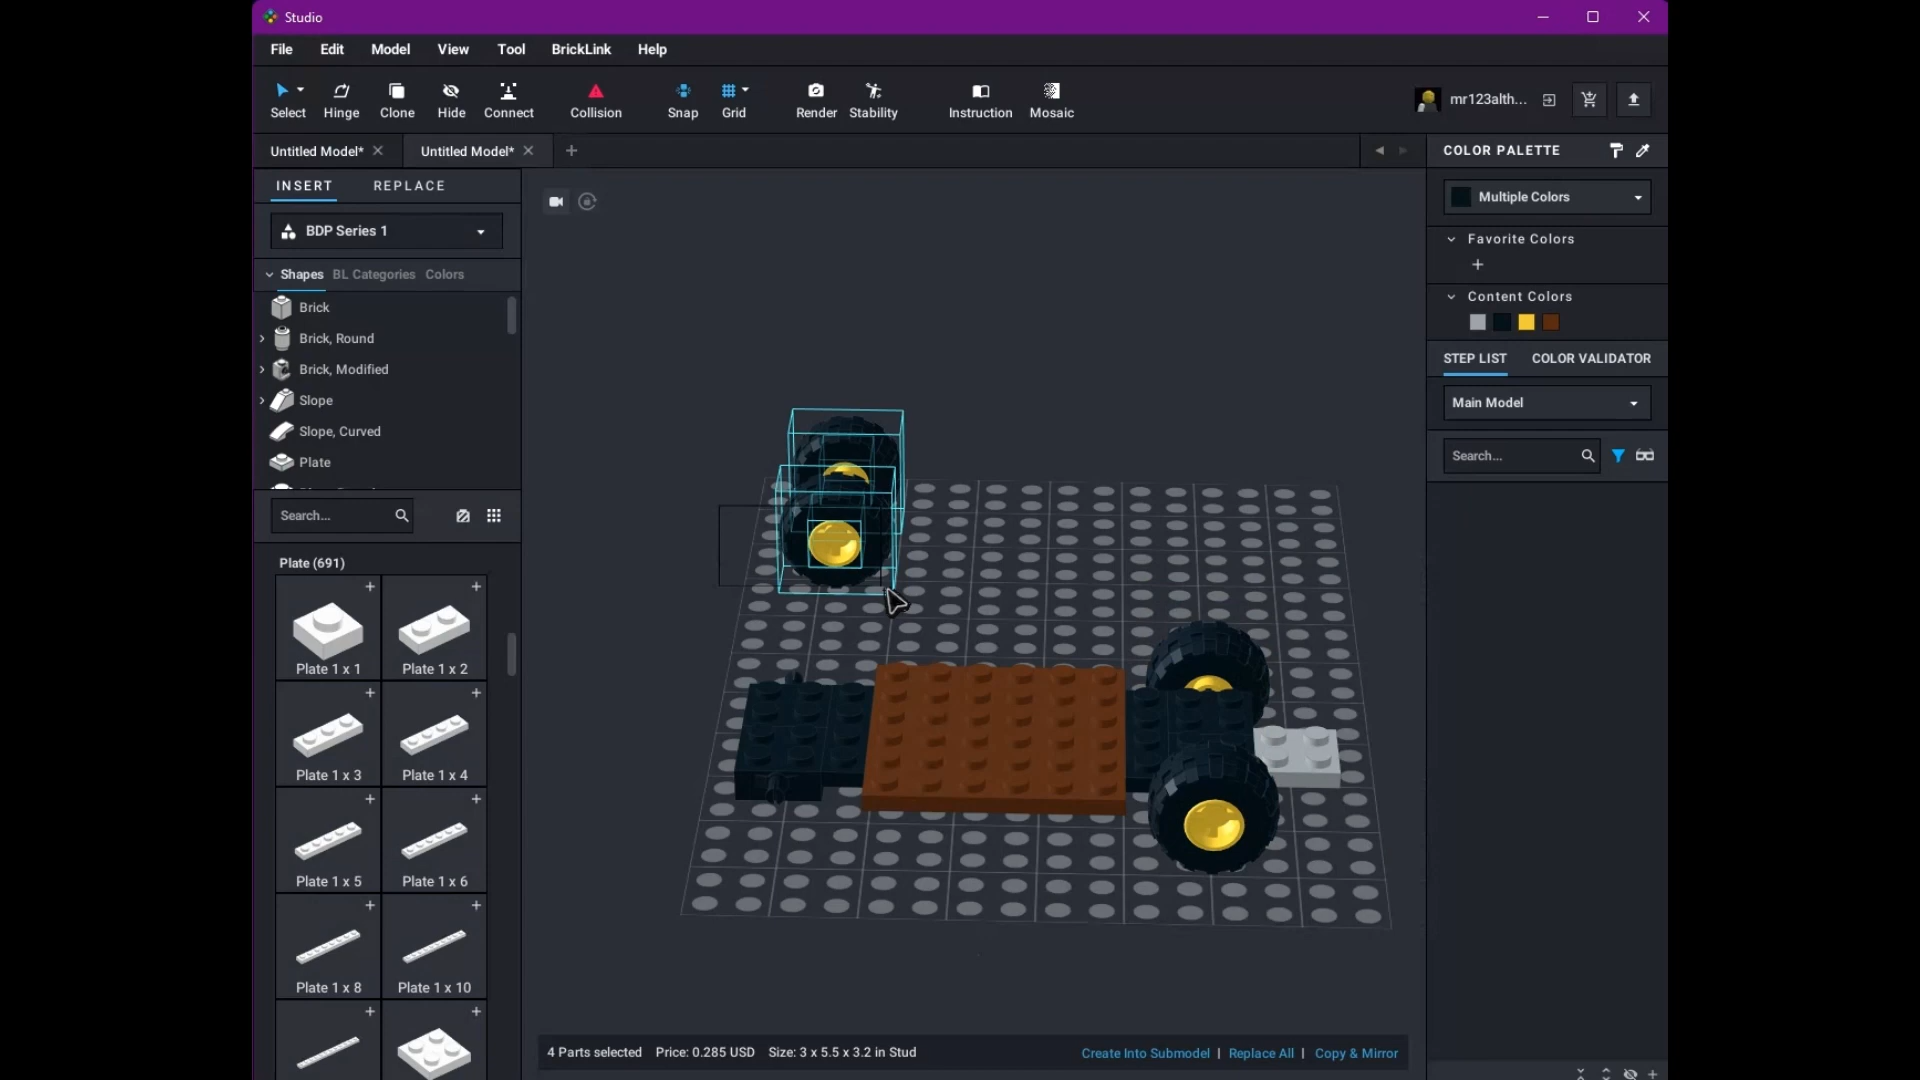 Studio
File Edit Model View Tool BrickLink Help
Select Hinge Clone Hide Connect Collision Snap Grid Render Stability Instruction Mosaic
mr123alth...
Untitled Model* Untitled Model*
INSERT REPLACE
BDP Series 1
Shapes BL Categories Colors
Brick
Brick, Round
Brick, Modified
Slope
Slope, Curved
Plate
Search...
Plate (691)
Plate 1 x 1 Plate 1 x 2
Plate 1 x 3 Plate 1 x 4
Plate 1 x 5 Plate 1 x 6
Plate 1 x 8 Plate 1 x 10
4 Parts selected Price: 0.285 USD Size: 3 x 5.5 x 3.2 in Stud
Create Into Submodel | Replace All | Copy & Mirror
COLOR PALETTE
Multiple Colors
Favorite Colors
Content Colors
STEP LIST COLOR VALIDATOR
Main Model
Search...